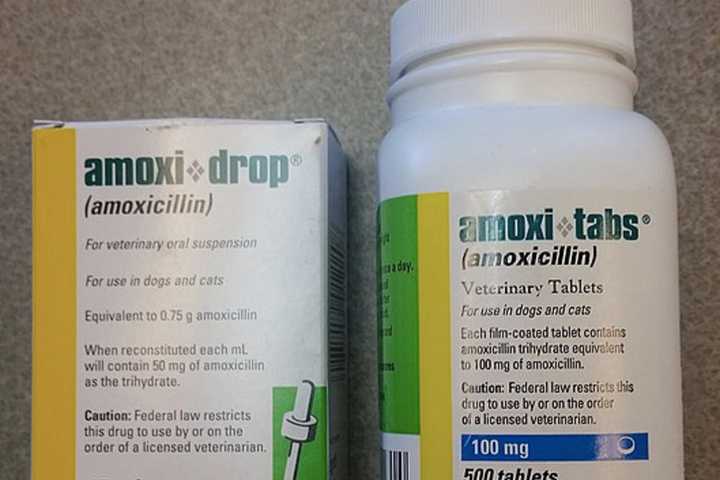 amoxi drop®
(amoxicillin)
For veterinary oral suspension
For use in dogs and cats
Equivalent to 0.75 g amoxicillin
When reconstituted each mL
will contain 50 mg of amoxicillin
as the trihydrate.
Caution: Federal law restricts
this drug to use by or on the
order of a licensed veterinarian.
a day.
amoxi tabs®
(amoxicillin)
Veterinary Tablets
For use in dogs and cats
Each film-coated tablet contains
amoxicillin trihydrate equivalent
to 100 mg of amoxicillin.
Caution: Federal law restricts this
drug to use by or on the order
of a licensed veterinarian.
100 mg
500 tablets